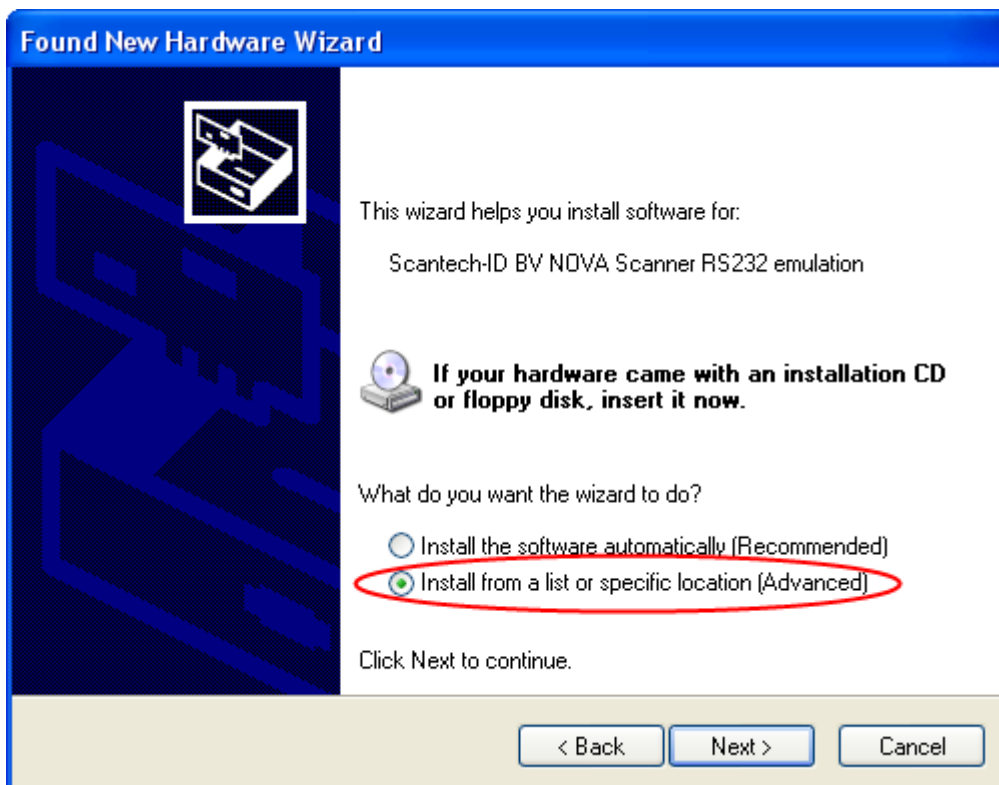 Found New Hardware Wizard
This wizard helps you install software for:
Scantech-ID BV NOVA Scanner RS232 emulation
If your hardware came with an installation CD
or floppy disk, insert it now.
What do you want the wizard to do?
Install the software automatically (Recommended)
Install from a list or specific location (Advanced)
Click Next to continue.
< Back Next > Cancel